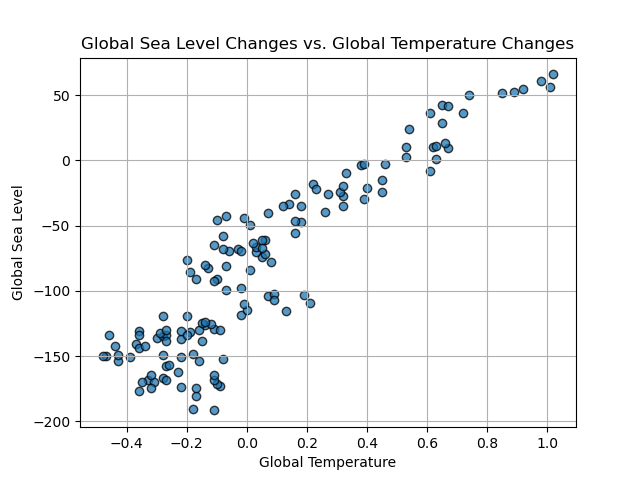 Global Sea Level Changes vs. Global Temperature Changes
50
0
−50
−100
−150
−200
Global Sea Level
−0.4 −0.2 0.0 0.2 0.4 0.6 0.8 1.0
Global Temperature